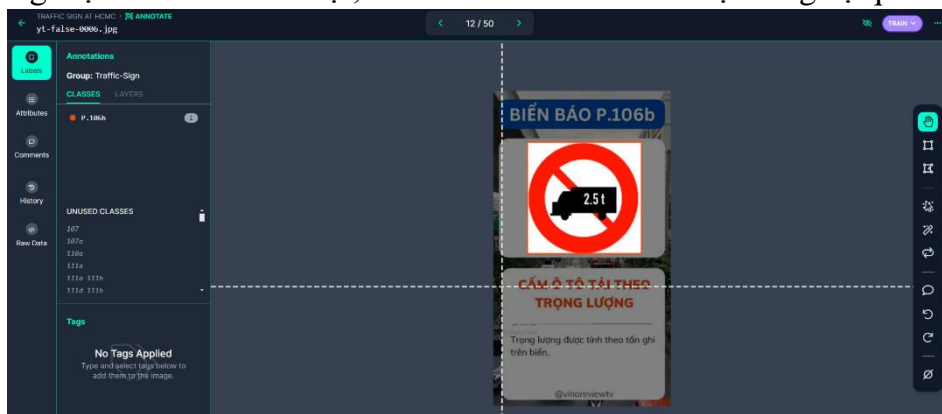 TRAFFIC SIGN AT HCMC > ANNOTATE
yt-false-0006.jpg
12 / 50
TRAIN
Labels
Attributes
Comments
History
Raw Data
Annotations
Group: Traffic-Sign
CLASSES LAYERS
P.106b 1
UNUSED CLASSES
107
107a
110a
111a
111a 111b
111d 111b
Tags
No Tags Applied
Type and select tags below to
add them to the image.
BIỂN BÁO P.106b
2.5 t
CẤM Ô TÔ TẢI THEO
TRỌNG LƯỢNG
Trọng lượng được tính theo tấn ghi
trên biển.
@vinoreviewtv